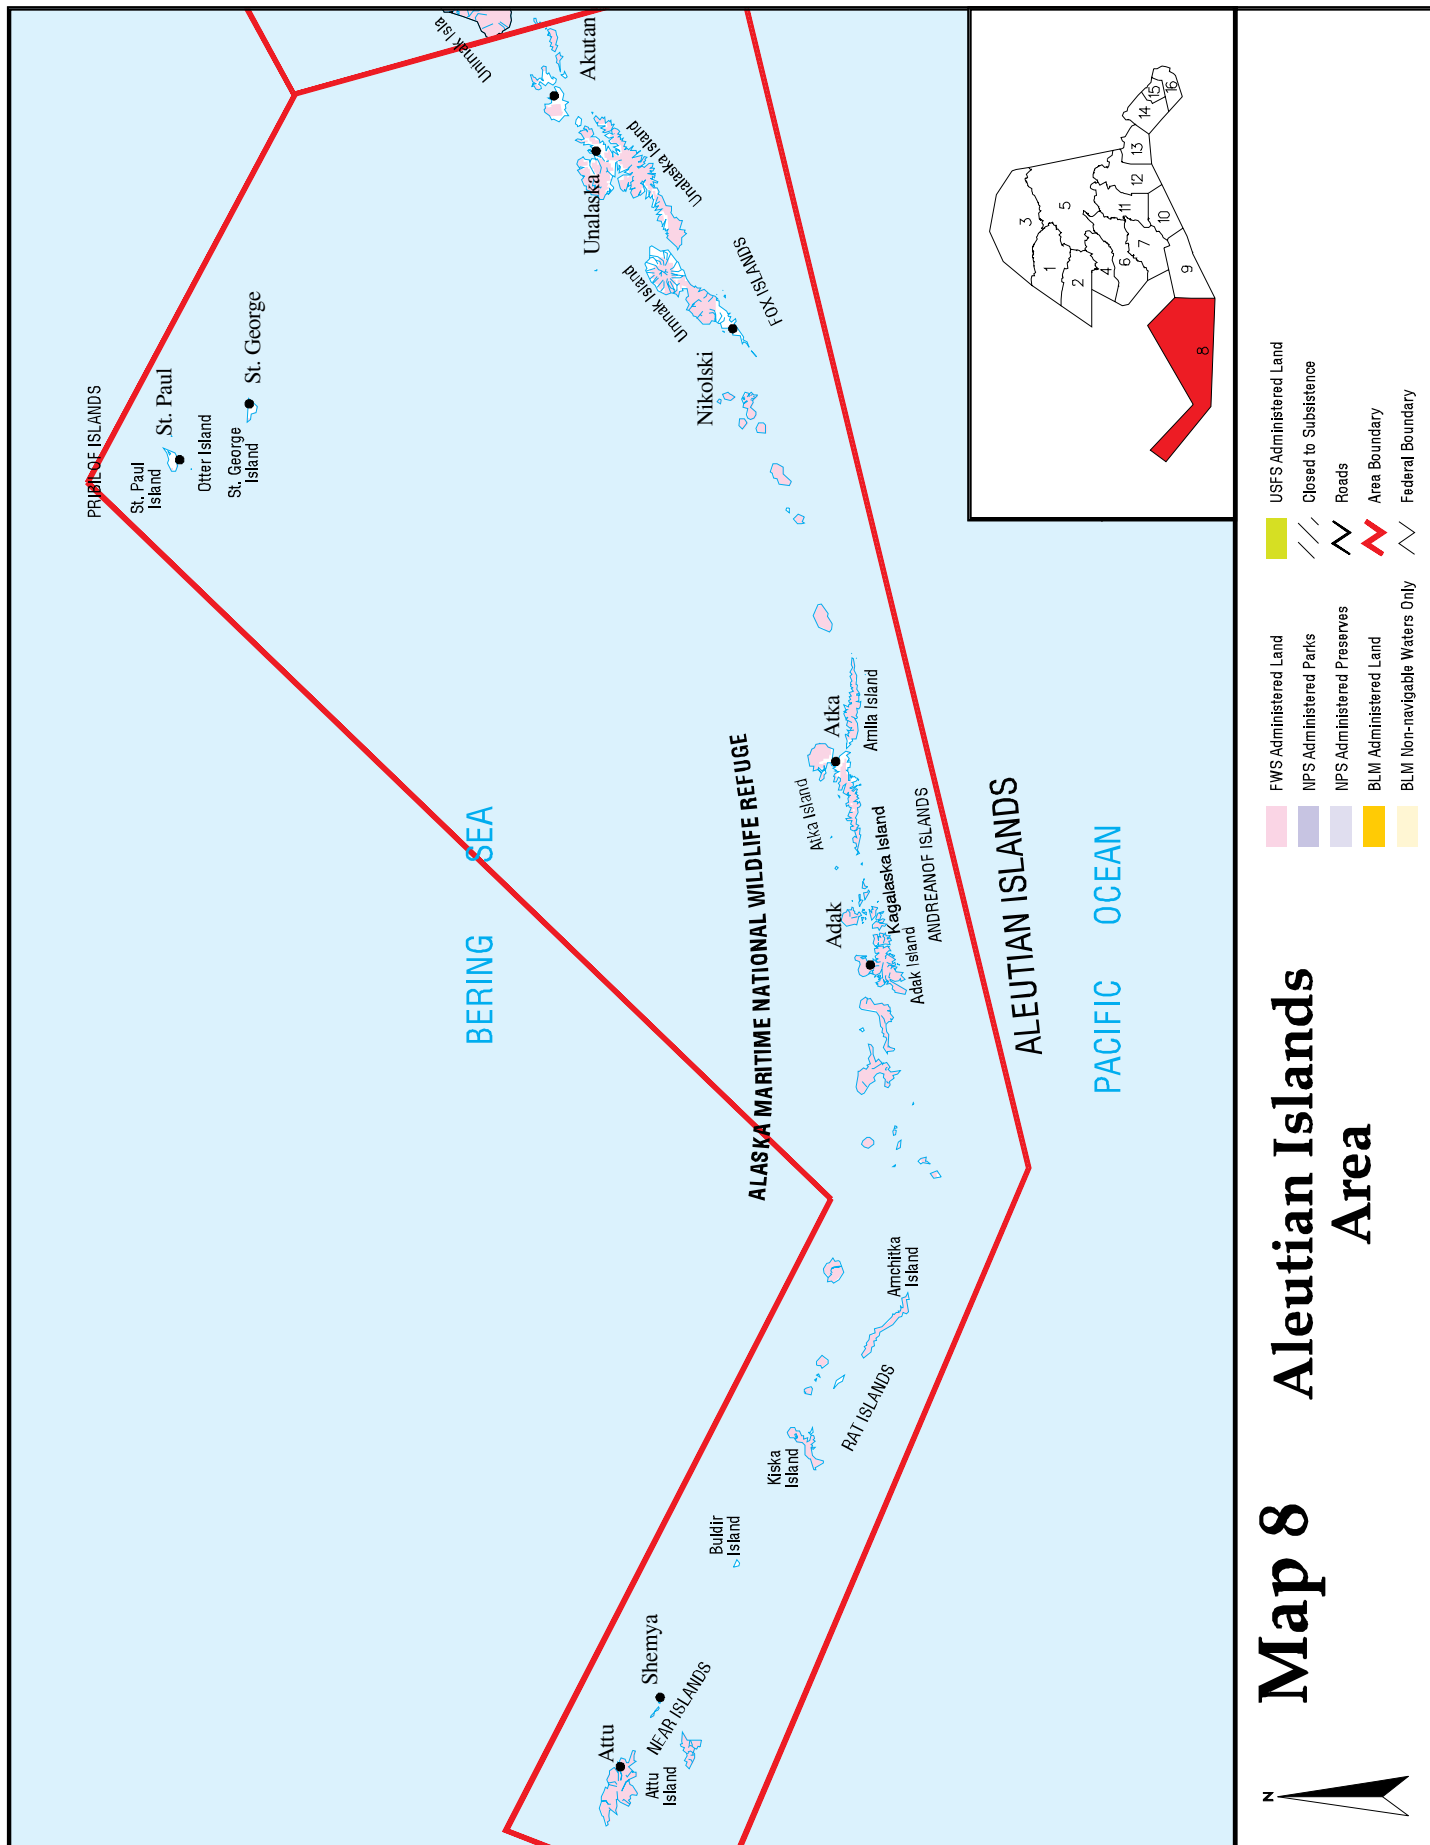 PRIBILOF ISLANDS
St. Paul
Island
St. Paul
Otter Island
St. George
Island
St. George
BERING SEA
Unimak Isla
Akutan
Unalaska
Unalaska Island
Umnak Island
Nikolski
FOX ISLANDS
ALASKA MARITIME NATIONAL WILDLIFE REFUGE
Atka
Atka Island
Amlia Island
Adak
Kagalaska Island
Adak Island
ANDREANOF ISLANDS
ALEUTIAN ISLANDS
PACIFIC OCEAN
Amchitka
Island
RAT ISLANDS
Kiska
Island
Buldir
Island
Shemya
NEAR ISLANDS
Attu
Attu
Island
1
2
3
4
5
6
7
8
9
10
11
12
13
14
15
16
N
Map 8
Aleutian Islands
Area
FWS Administered Land
NPS Administered Parks
NPS Administered Preserves
BLM Administered Land
BLM Non-navigable Waters Only
USFS Administered Land
Closed to Subsistence
Roads
Area Boundary
Federal Boundary